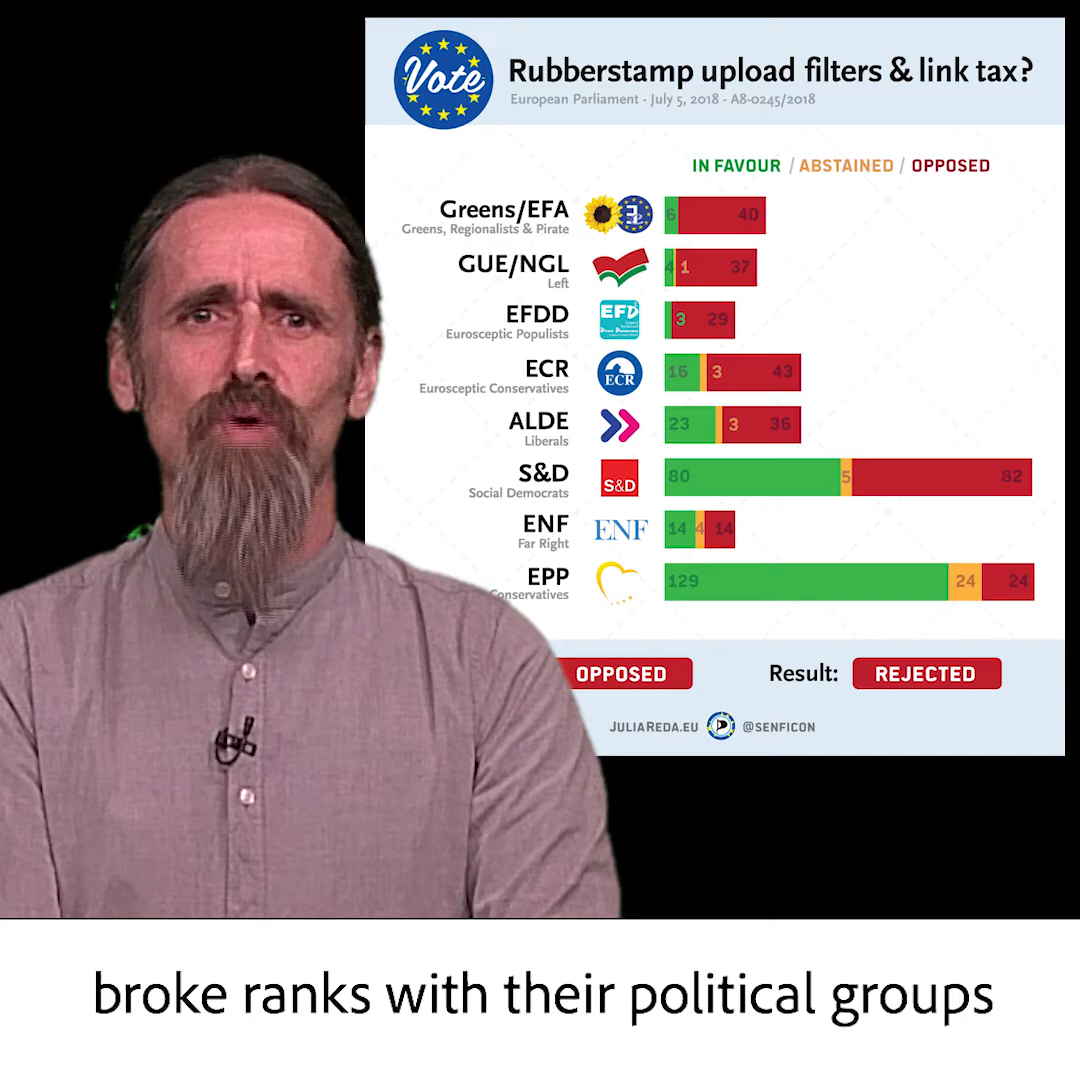 Vote
Rubberstamp upload filters & link tax?
European Parliament - July 5, 2018 - A8-0245/2018
IN FAVOUR / ABSTAINED / OPPOSED
Greens/EFA
Greens, Regionalists & Pirate
6 40
GUE/NGL
Left
4 1 37
EFDD
Eurosceptic Populists
EFD
3 29
ECR
Eurosceptic Conservatives
ECR
16 3 43
ALDE
Liberals
23 3 36
S&D
Social Democrats
S&D
80 5 82
ENF
Far Right
ENF
14 4 14
EPP
Conservatives
129 24 24
OPPOSED Result: REJECTED
JULIAREDA.EU @SENFICON
broke ranks with their political groups